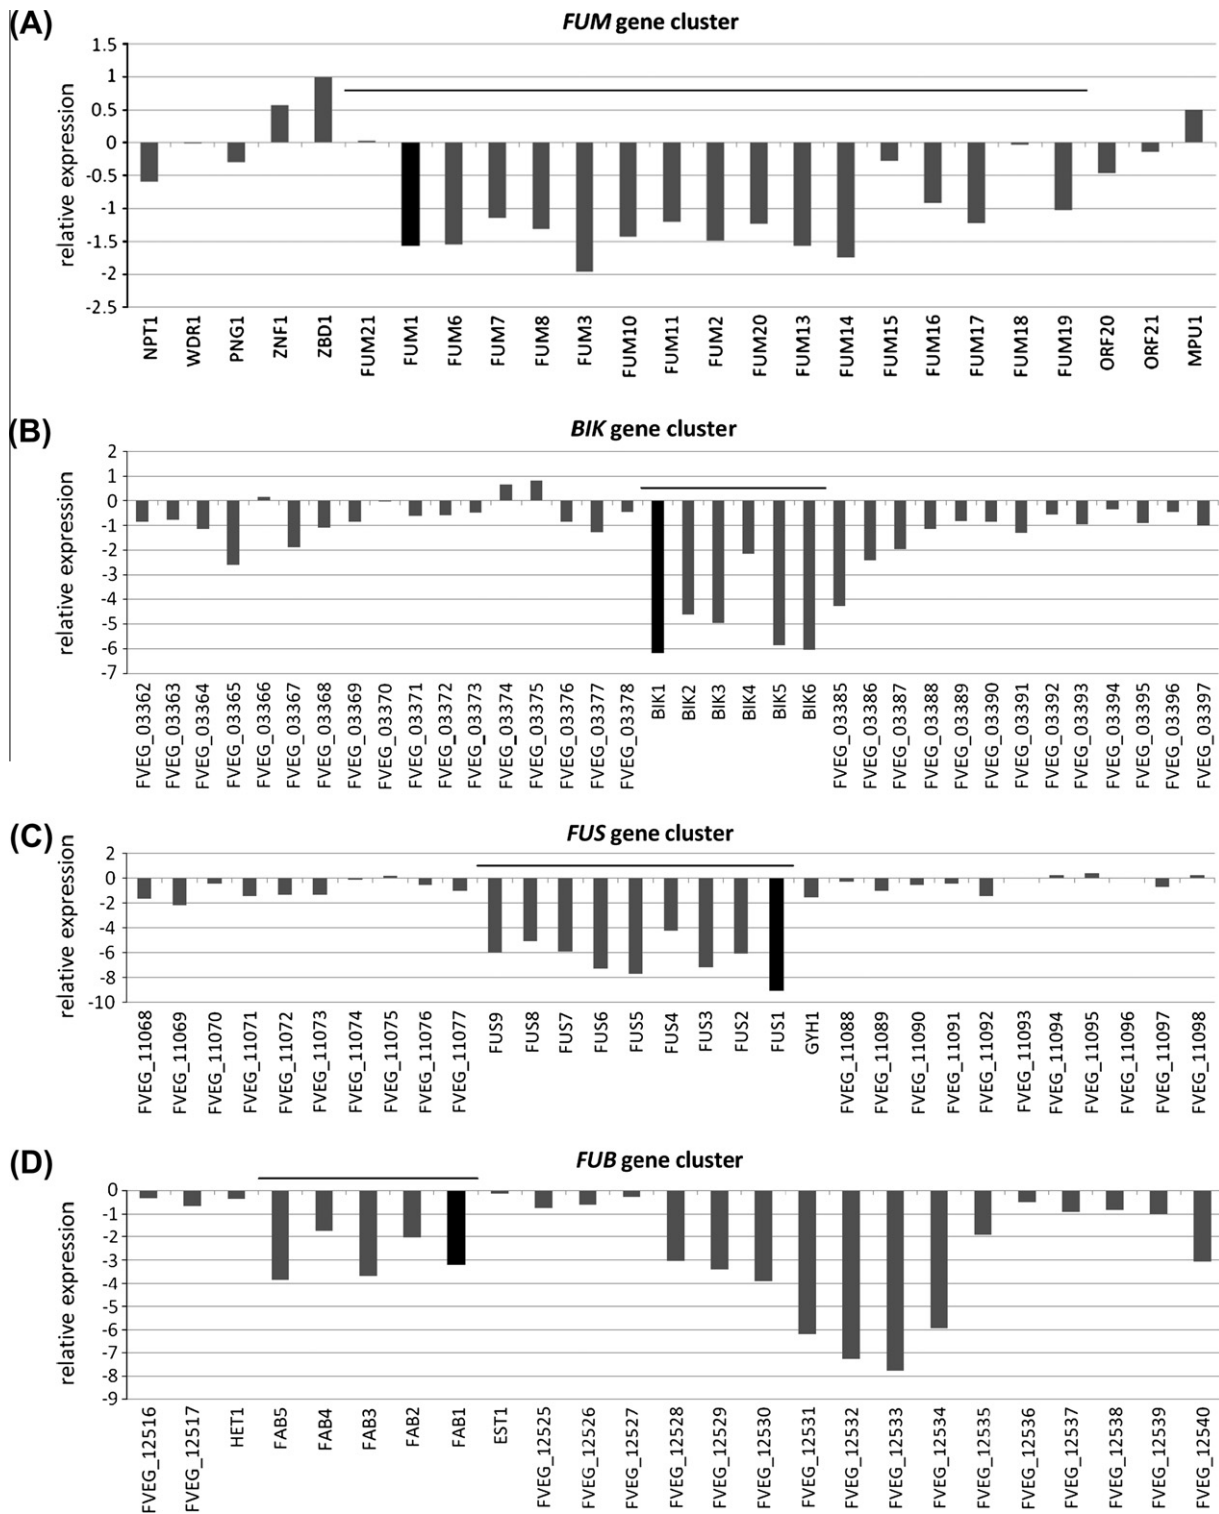 (A)
FUM gene cluster
relative expression
1.5
1
0.5
0
-0.5
-1
-1.5
-2
-2.5
NPT1
WDR1
PNG1
ZNF1
ZBD1
FUM21
FUM1
FUM6
FUM7
FUM8
FUM3
FUM10
FUM11
FUM2
FUM20
FUM13
FUM14
FUM15
FUM16
FUM17
FUM18
FUM19
ORF20
ORF21
MPU1
(B)
BIK gene cluster
relative expression
2
1
0
-1
-2
-3
-4
-5
-6
-7
FVEG_03362
FVEG_03363
FVEG_03364
FVEG_03365
FVEG_03366
FVEG_03367
FVEG_03368
FVEG_03369
FVEG_03370
FVEG_03371
FVEG_03372
FVEG_03373
FVEG_03374
FVEG_03375
FVEG_03376
FVEG_03377
FVEG_03378
BIK1
BIK2
BIK3
BIK4
BIK5
BIK6
FVEG_03385
FVEG_03386
FVEG_03387
FVEG_03388
FVEG_03389
FVEG_03390
FVEG_03391
FVEG_03392
FVEG_03393
FVEG_03394
FVEG_03395
FVEG_03396
FVEG_03397
(C)
FUS gene cluster
relative expression
2
0
-2
-4
-6
-8
-10
FVEG_11068
FVEG_11069
FVEG_11070
FVEG_11071
FVEG_11072
FVEG_11073
FVEG_11074
FVEG_11075
FVEG_11076
FVEG_11077
FUS9
FUS8
FUS7
FUS6
FUS5
FUS4
FUS3
FUS2
FUS1
GYH1
FVEG_11088
FVEG_11089
FVEG_11090
FVEG_11091
FVEG_11092
FVEG_11093
FVEG_11094
FVEG_11095
FVEG_11096
FVEG_11097
FVEG_11098
(D)
FUB gene cluster
relative expression
0
-1
-2
-3
-4
-5
-6
-7
-8
-9
FVEG_12516
FVEG_12517
HET1
FAB5
FAB4
FAB3
FAB2
FAB1
EST1
FVEG_12525
FVEG_12526
FVEG_12527
FVEG_12528
FVEG_12529
FVEG_12530
FVEG_12531
FVEG_12532
FVEG_12533
FVEG_12534
FVEG_12535
FVEG_12536
FVEG_12537
FVEG_12538
FVEG_12539
FVEG_12540